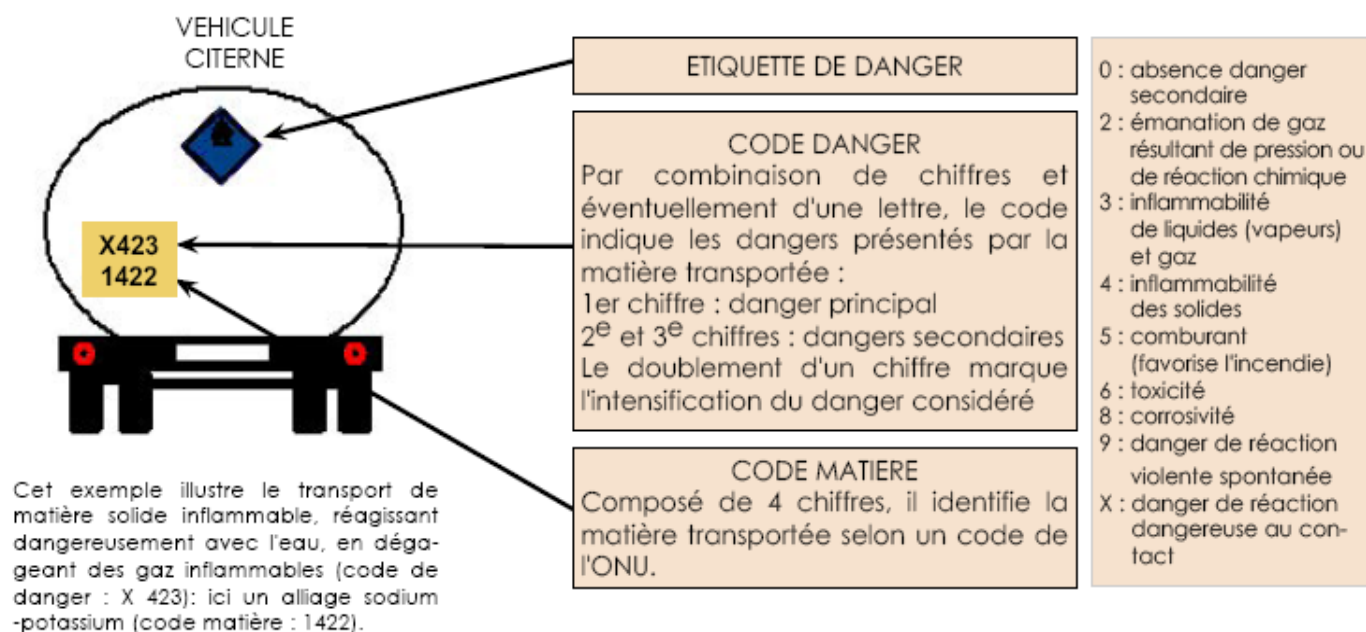 VEHICULE
CITERNE
X423
1422
Cet exemple illustre le transport de
matière solide inflammable, réagissant
dangereusement avec l'eau, en déga-
geant des gaz inflammables (code de
danger : X 423): ici un alliage sodium
-potassium (code matière : 1422).
ETIQUETTE DE DANGER
CODE DANGER
Par combinaison de chiffres et
éventuellement d'une lettre, le code
indique les dangers présentés par la
matière transportée :
1er chiffre : danger principal
2e et 3e chiffres : dangers secondaires
Le doublement d'un chiffre marque
l'intensification du danger considéré
CODE MATIERE
Composé de 4 chiffres, il identifie la
matière transportée selon un code de
l'ONU.
0 : absence danger
secondaire
2 : émanation de gaz
résultant de pression ou
de réaction chimique
3 : inflammabilité
de liquides (vapeurs)
et gaz
4 : inflammabilité
des solides
5 : comburant
(favorise l'incendie)
6 : toxicité
8 : corrosivité
9 : danger de réaction
violente spontanée
X : danger de réaction
dangereuse au con-
tact